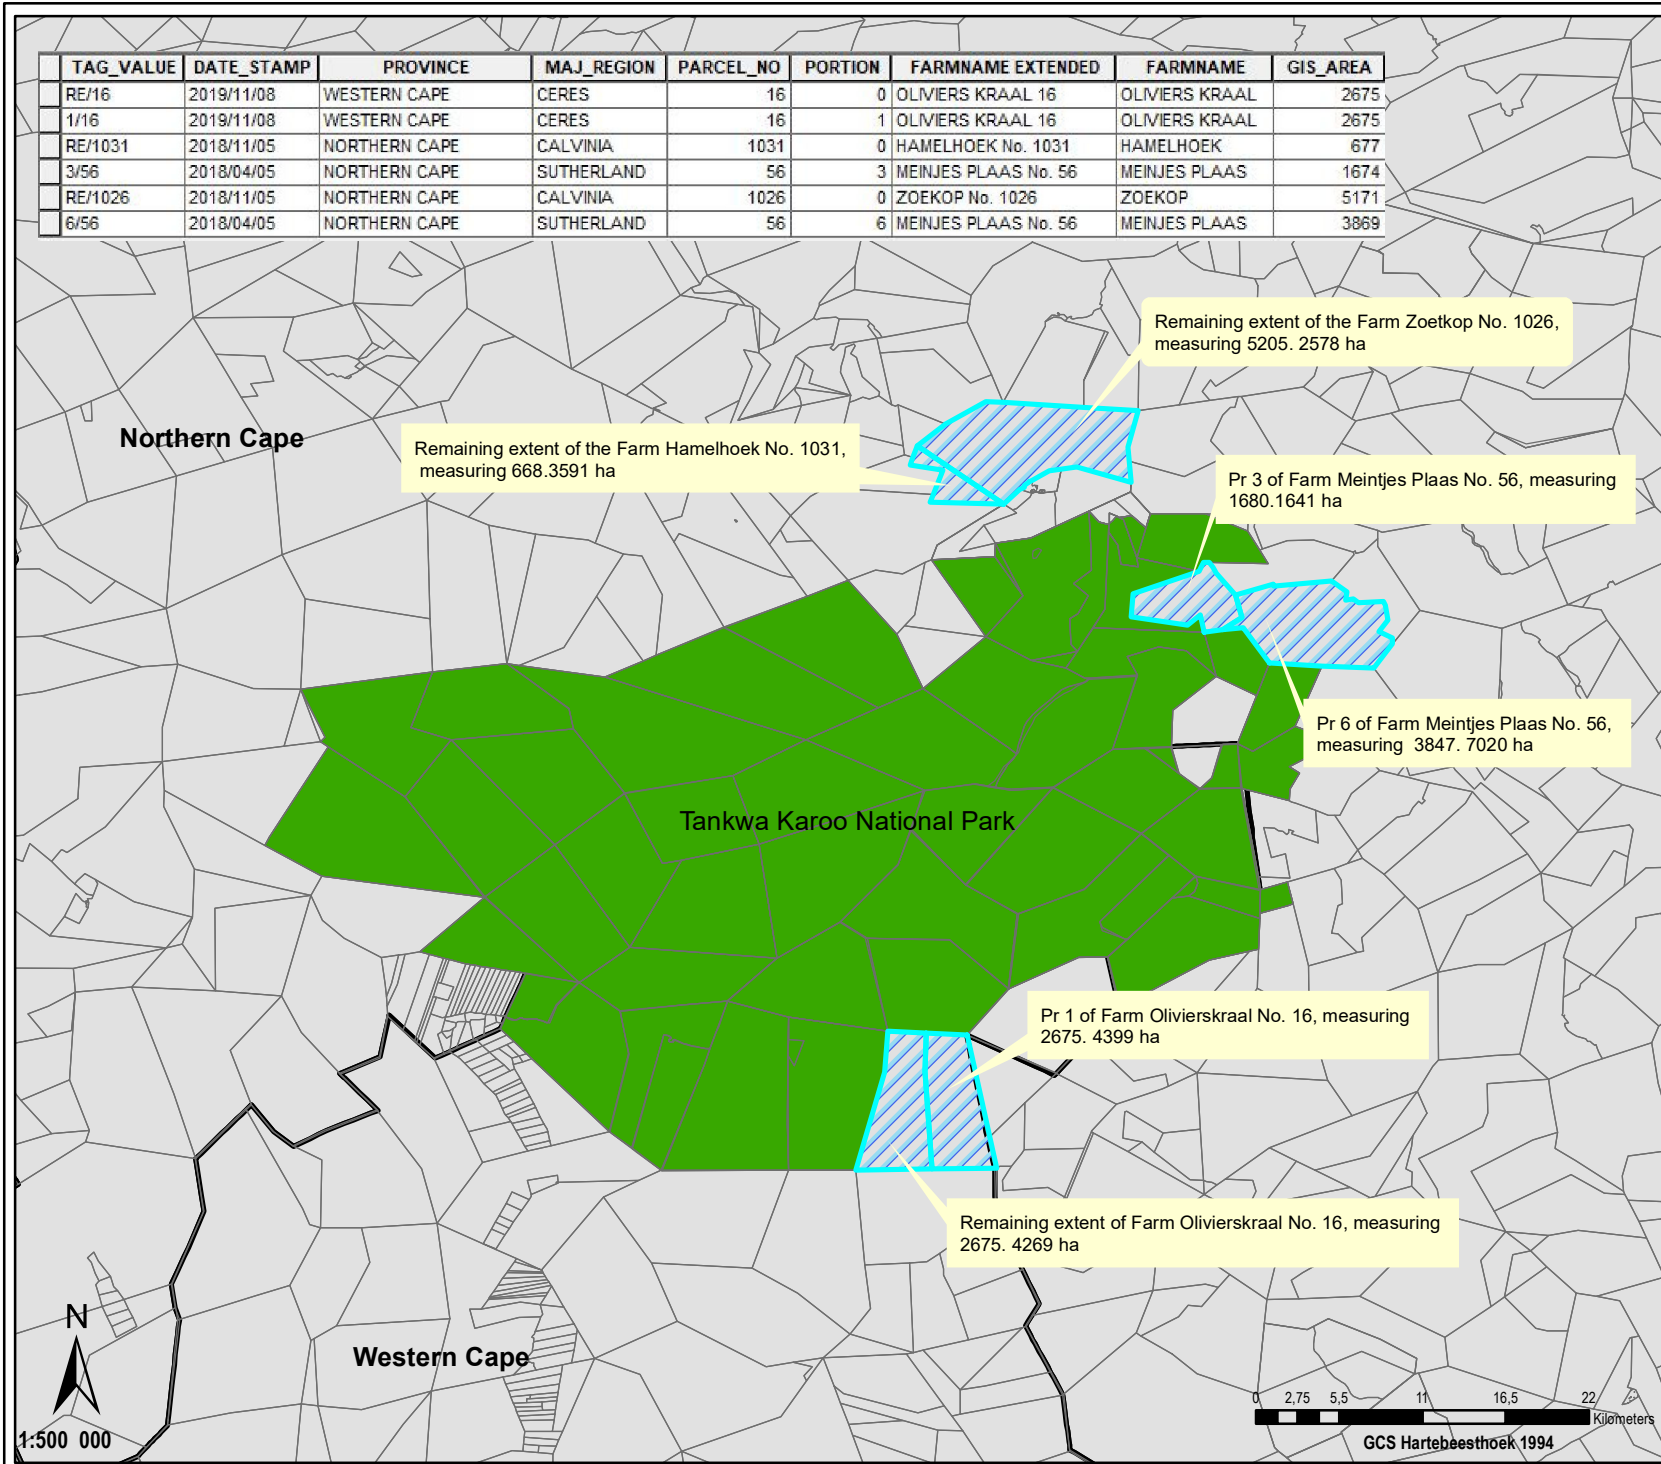 TAG_VALUE DATE_STAMP PROVINCE MAJ_REGION PARCEL_NO PORTION FARMNAME EXTENDED FARMNAME GIS_AREA
RE/16 2019/11/08 WESTERN CAPE CERES 16 0 OLIVIERS KRAAL 16 OLIVIERS KRAAL 2675
1/16 2019/11/08 WESTERN CAPE CERES 16 1 OLIVIERS KRAAL 16 OLIVIERS KRAAL 2675
RE/1031 2018/11/05 NORTHERN CAPE CALVINIA 1031 0 HAMELHOEK No. 1031 HAMELHOEK 677
3/56 2018/04/05 NORTHERN CAPE SUTHERLAND 56 3 MEINJES PLAAS No. 56 MEINJES PLAAS 1674
RE/1026 2018/11/05 NORTHERN CAPE CALVINIA 1026 0 ZOEKOP No. 1026 ZOEKOP 5171
6/56 2018/04/05 NORTHERN CAPE SUTHERLAND 56 6 MEINJES PLAAS No. 56 MEINJES PLAAS 3869
Remaining extent of the Farm Zoetkop No. 1026,
measuring 5205. 2578 ha
Northern Cape
Remaining extent of the Farm Hamelhoek No. 1031,
measuring 668.3591 ha
Pr 3 of Farm Meintjes Plaas No. 56, measuring
1680.1641 ha
Pr 6 of Farm Meintjes Plaas No. 56,
measuring 3847. 7020 ha
Tankwa Karoo National Park
Pr 1 of Farm Olivierskraal No. 16, measuring
2675. 4399 ha
Remaining extent of Farm Olivierskraal No. 16, measuring
2675. 4269 ha
N
Western Cape
1:500 000
0 2,75 5,5 11 16,5 22
Kilometers
GCS Hartebeesthoek 1994